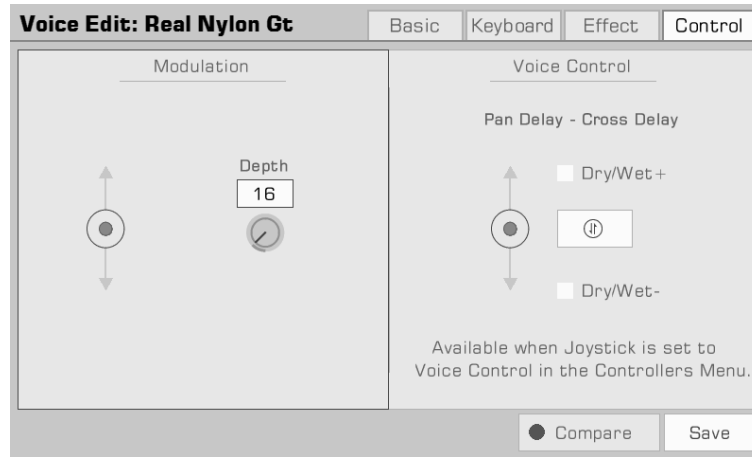 Voice Edit: Real Nylon Gt
Basic
Keyboard
Effect
Control
Modulation
Depth
16
Voice Control
Pan Delay - Cross Delay
Dry/Wet+
Dry/Wet-
Available when Joystick is set to
Voice Control in the Controllers Menu.
Compare
Save